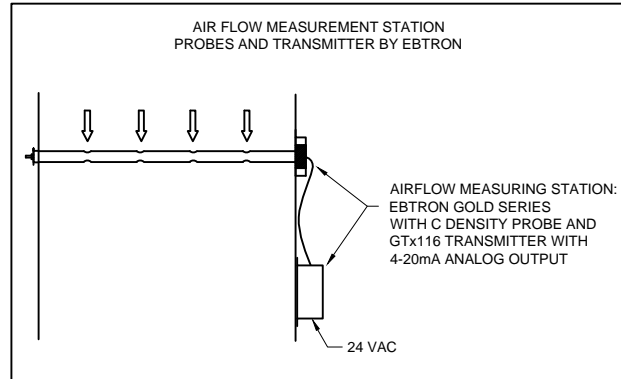 AIR FLOW MEASUREMENT STATION
PROBES AND TRANSMITTER BY EBTRON
AIRFLOW MEASURING STATION:
EBTRON GOLD SERIES
WITH C DENSITY PROBE AND
GTx116 TRANSMITTER WITH
4-20mA ANALOG OUTPUT
24 VAC